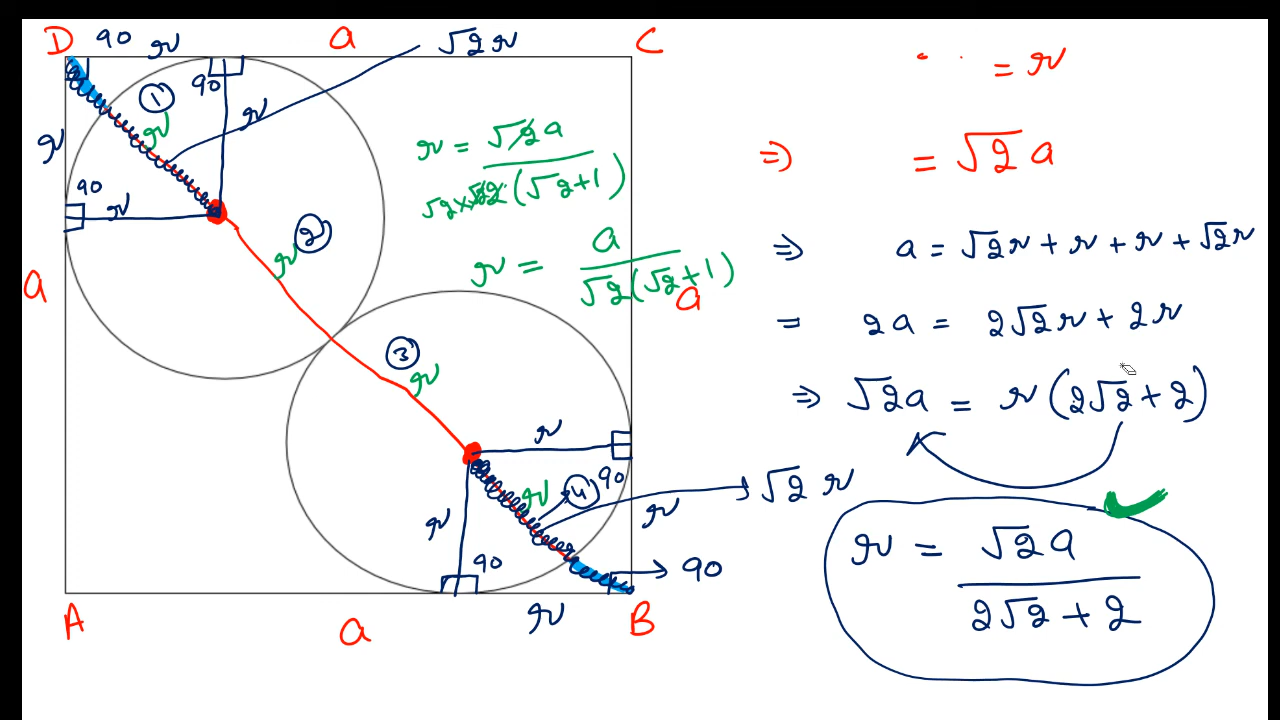 D 90 r a √2 r C
= r
1 90
r r
r
r = √2 a / √2×√2 (√2+1)
⇒ = √2 a
90 r
2
r
r = a / √2(√2+1)
⇒ a = √2r + r + r + √2r
a
a
= 2a = 2√2r + 2r
3
r
⇒ √2a = r (2√2+2)
r
90
r 4 r → √2 r
r
90 → 90
r = √2a / 2√2+2
A a r B